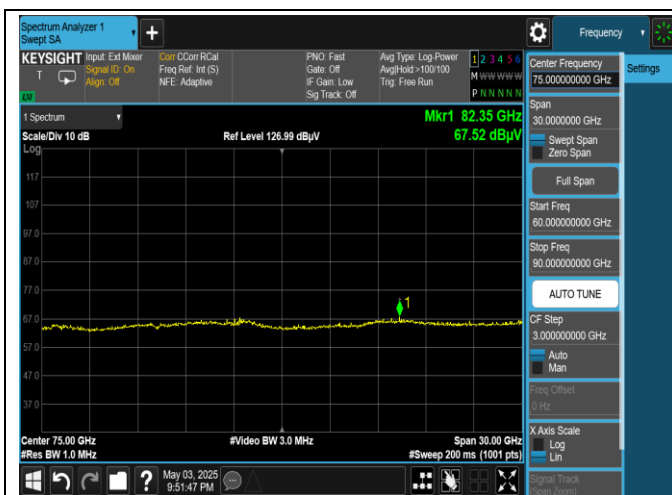 Spectrum Analyzer 1
Swept SA
Frequency
KEYSIGHT
T
Input: Ext Mixer
Signal ID: On
Align: Off
Corr CCorr RCal
Freq Ref: Int (S)
NFE: Adaptive
PNO: Fast
Gate: Off
IF Gain: Low
Sig Track: Off
Avg Type: Log-Power
Avg|Hold:>100/100
Trig: Free Run
1 2 3 4 5 6
M W W W W W
P N N N N N
1 Spectrum
Scale/Div 10 dB
Log
Ref Level 126.99 dBµV
Mkr1 82.35 GHz
67.52 dBµV
117
107
97.0
87.0
77.0
67.0
57.0
47.0
37.0
1
Center 75.00 GHz
#Res BW 1.0 MHz
#Video BW 3.0 MHz
Span 30.00 GHz
#Sweep 200 ms (1001 pts)
May 03, 2025
9:51:47 PM
?
Center Frequency
75.000000000 GHz
Settings
Span
30.0000000 GHz
Swept Span
Zero Span
Full Span
Start Freq
60.000000000 GHz
Stop Freq
90.000000000 GHz
AUTO TUNE
CF Step
3.000000000 GHz
Auto
Man
Freq Offset
0 Hz
X Axis Scale
Log
Lin
Signal Track
(Span Zoom)